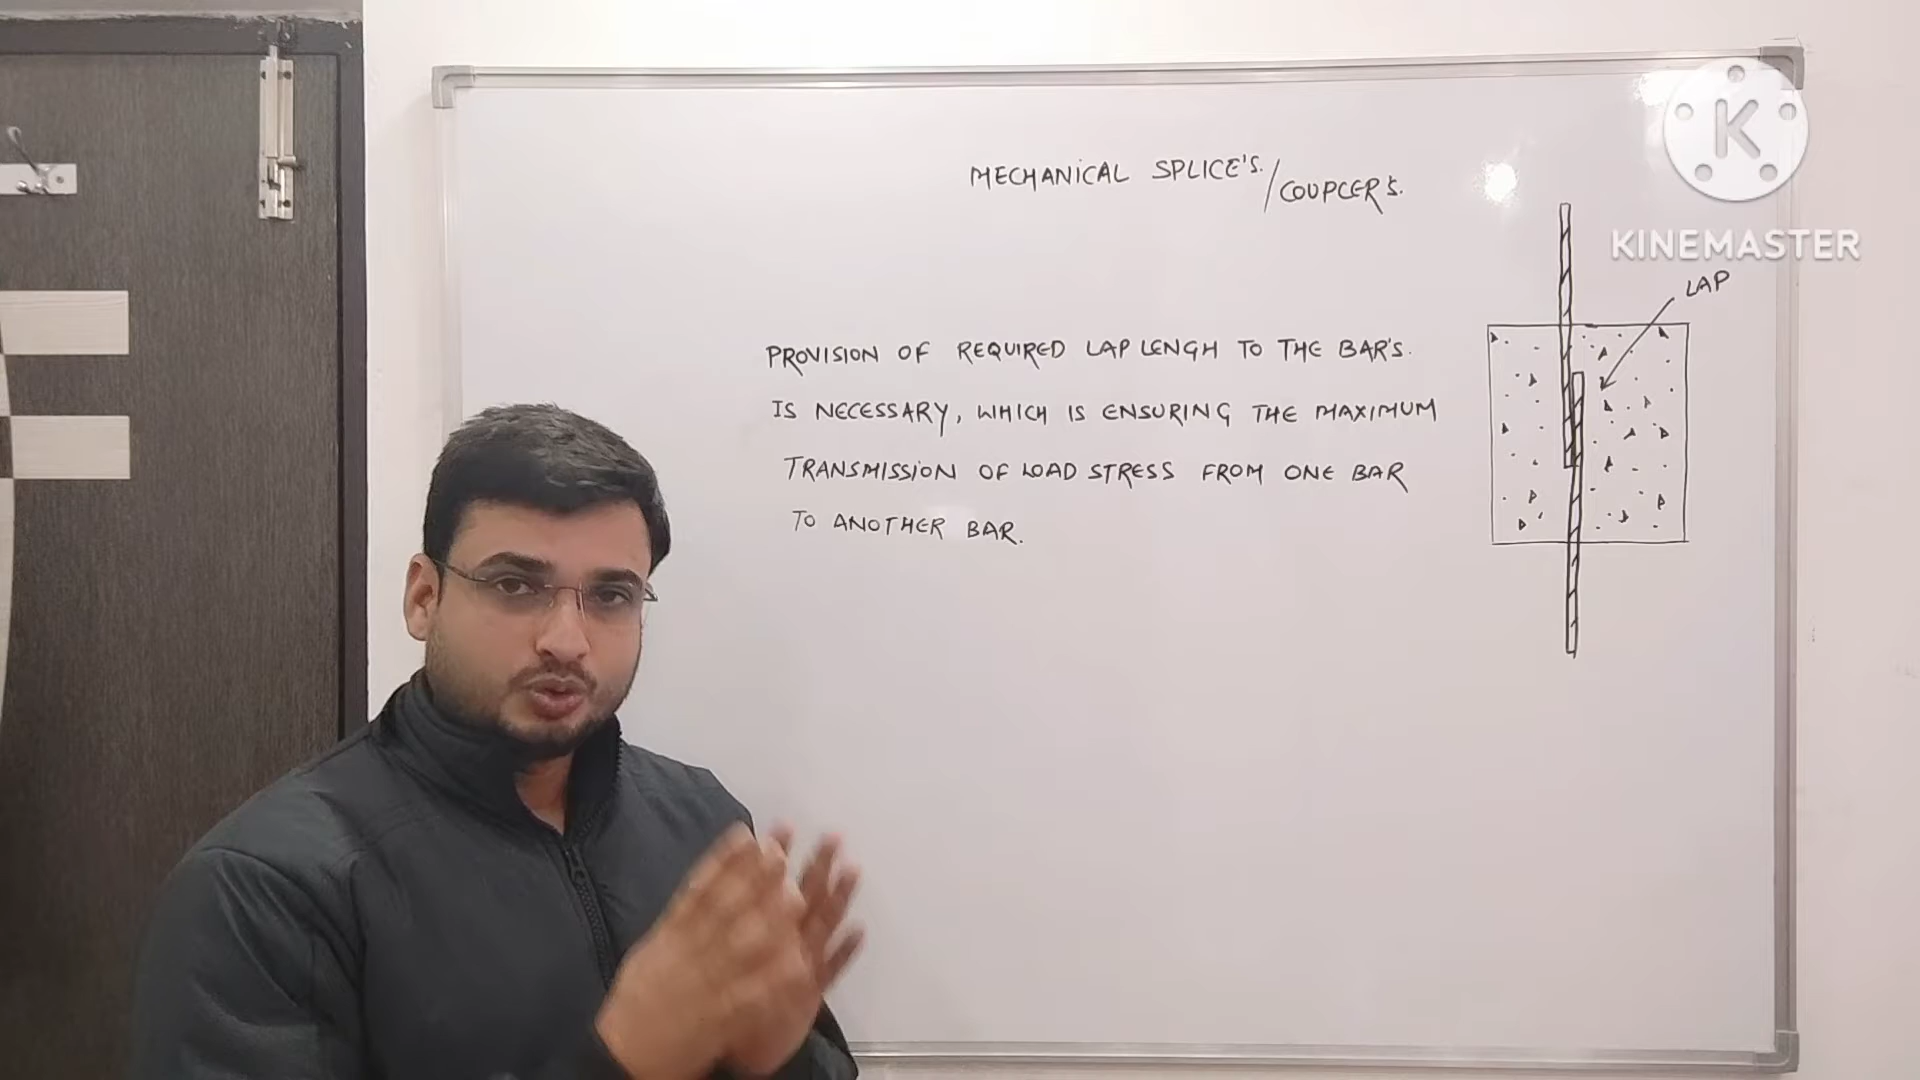 MECHANICAL SPLICE'S. / COUPLER'S.
K
KINEMASTER
LAP
PROVISION OF REQUIRED LAP LENGH TO THE BAR'S.
IS NECESSARY, WHICH IS ENSURING THE MAXIMUM
TRANSMISSION OF LOAD STRESS FROM ONE BAR
TO ANOTHER BAR.